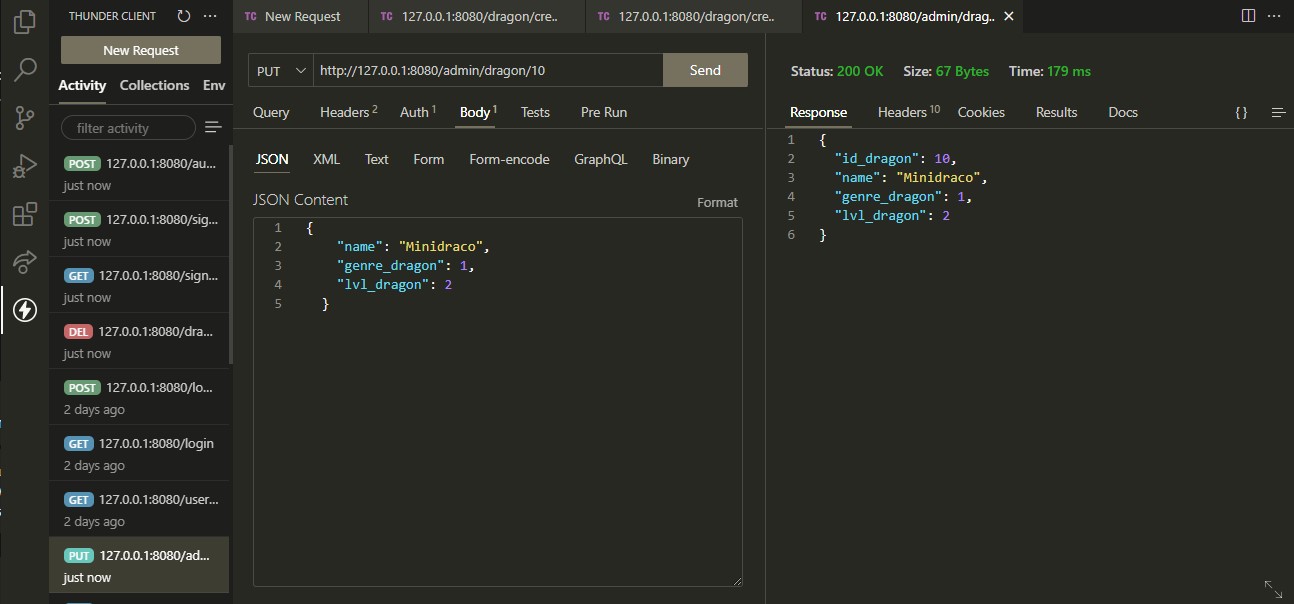 THUNDER CLIENT
New Request
Activity Collections Env
filter activity
POST 127.0.0.1:8080/au...
just now
POST 127.0.0.1:8080/sig...
just now
GET 127.0.0.1:8080/sign...
just now
DEL 127.0.0.1:8080/dra...
just now
POST 127.0.0.1:8080/lo...
2 days ago
GET 127.0.0.1:8080/login
2 days ago
GET 127.0.0.1:8080/user...
2 days ago
PUT 127.0.0.1:8080/ad...
just now
TC New Request
TC 127.0.0.1:8080/dragon/cre..
TC 127.0.0.1:8080/dragon/cre..
TC 127.0.0.1:8080/admin/drag..
PUT http://127.0.0.1:8080/admin/dragon/10 Send
Query Headers 2 Auth 1 Body 1 Tests Pre Run
JSON XML Text Form Form-encode GraphQL Binary
JSON Content Format
1 {
2 "name": "Minidraco",
3 "genre_dragon": 1,
4 "lvl_dragon": 2
5 }
Status: 200 OK Size: 67 Bytes Time: 179 ms
Response Headers 10 Cookies Results Docs {}
1 {
2 "id_dragon": 10,
3 "name": "Minidraco",
4 "genre_dragon": 1,
5 "lvl_dragon": 2
6 }